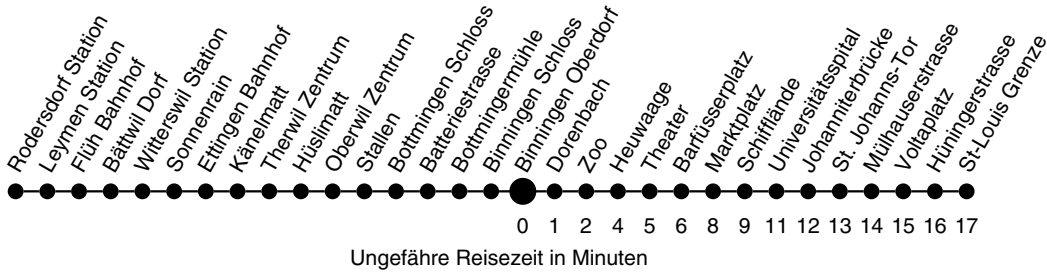 Rodersdorf Station
Leymen Station
Flüh Bahnhof
Bättwil Dorf
Witterswil Station
Sonnenrain
Ettingen Bahnhof
Känelmatt
Therwil Zentrum
Hüslimatt
Oberwil Zentrum
Stallen
Bottmingen Schloss
Batteriestrasse
Bottmingermühle
Binningen Schloss
Binningen Oberdorf
Dorenbach
Zoo
Heuwaage
Theater
Barfüsserplatz
Marktplatz
Schifflände
Universitätsspital
Johanniterbrücke
St. Johanns-Tor
Mülhauserstrasse
Voltaplatz
Hüningerstrasse
St-Louis Grenze
0 1 2 4 5 6 8 9 11 12 13 14 15 16 17
Ungefähre Reisezeit in Minuten